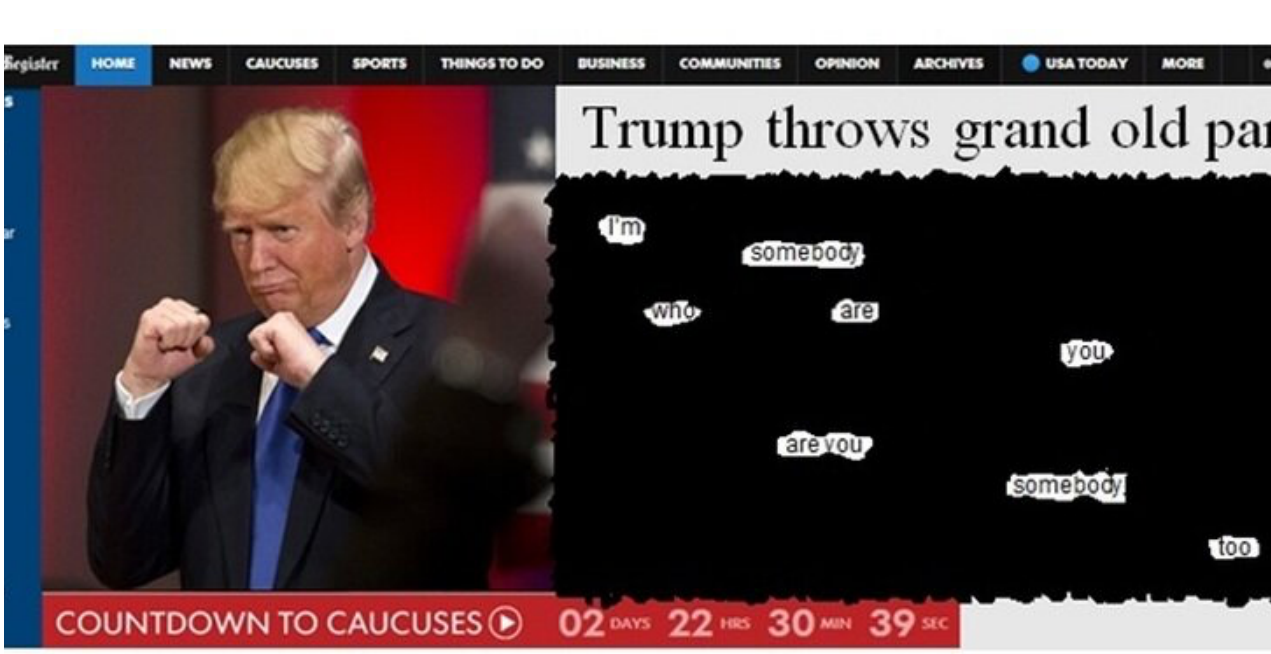 Register HOME NEWS CAUCUSES SPORTS THINGS TO DO BUSINESS COMMUNITIES OPINION ARCHIVES USA TODAY MORE
Trump throws grand old par
I'm
somebody
who are
you
are you
somebody
too
COUNTDOWN TO CAUCUSES 02 DAYS 22 HRS 30 MIN 39 SEC